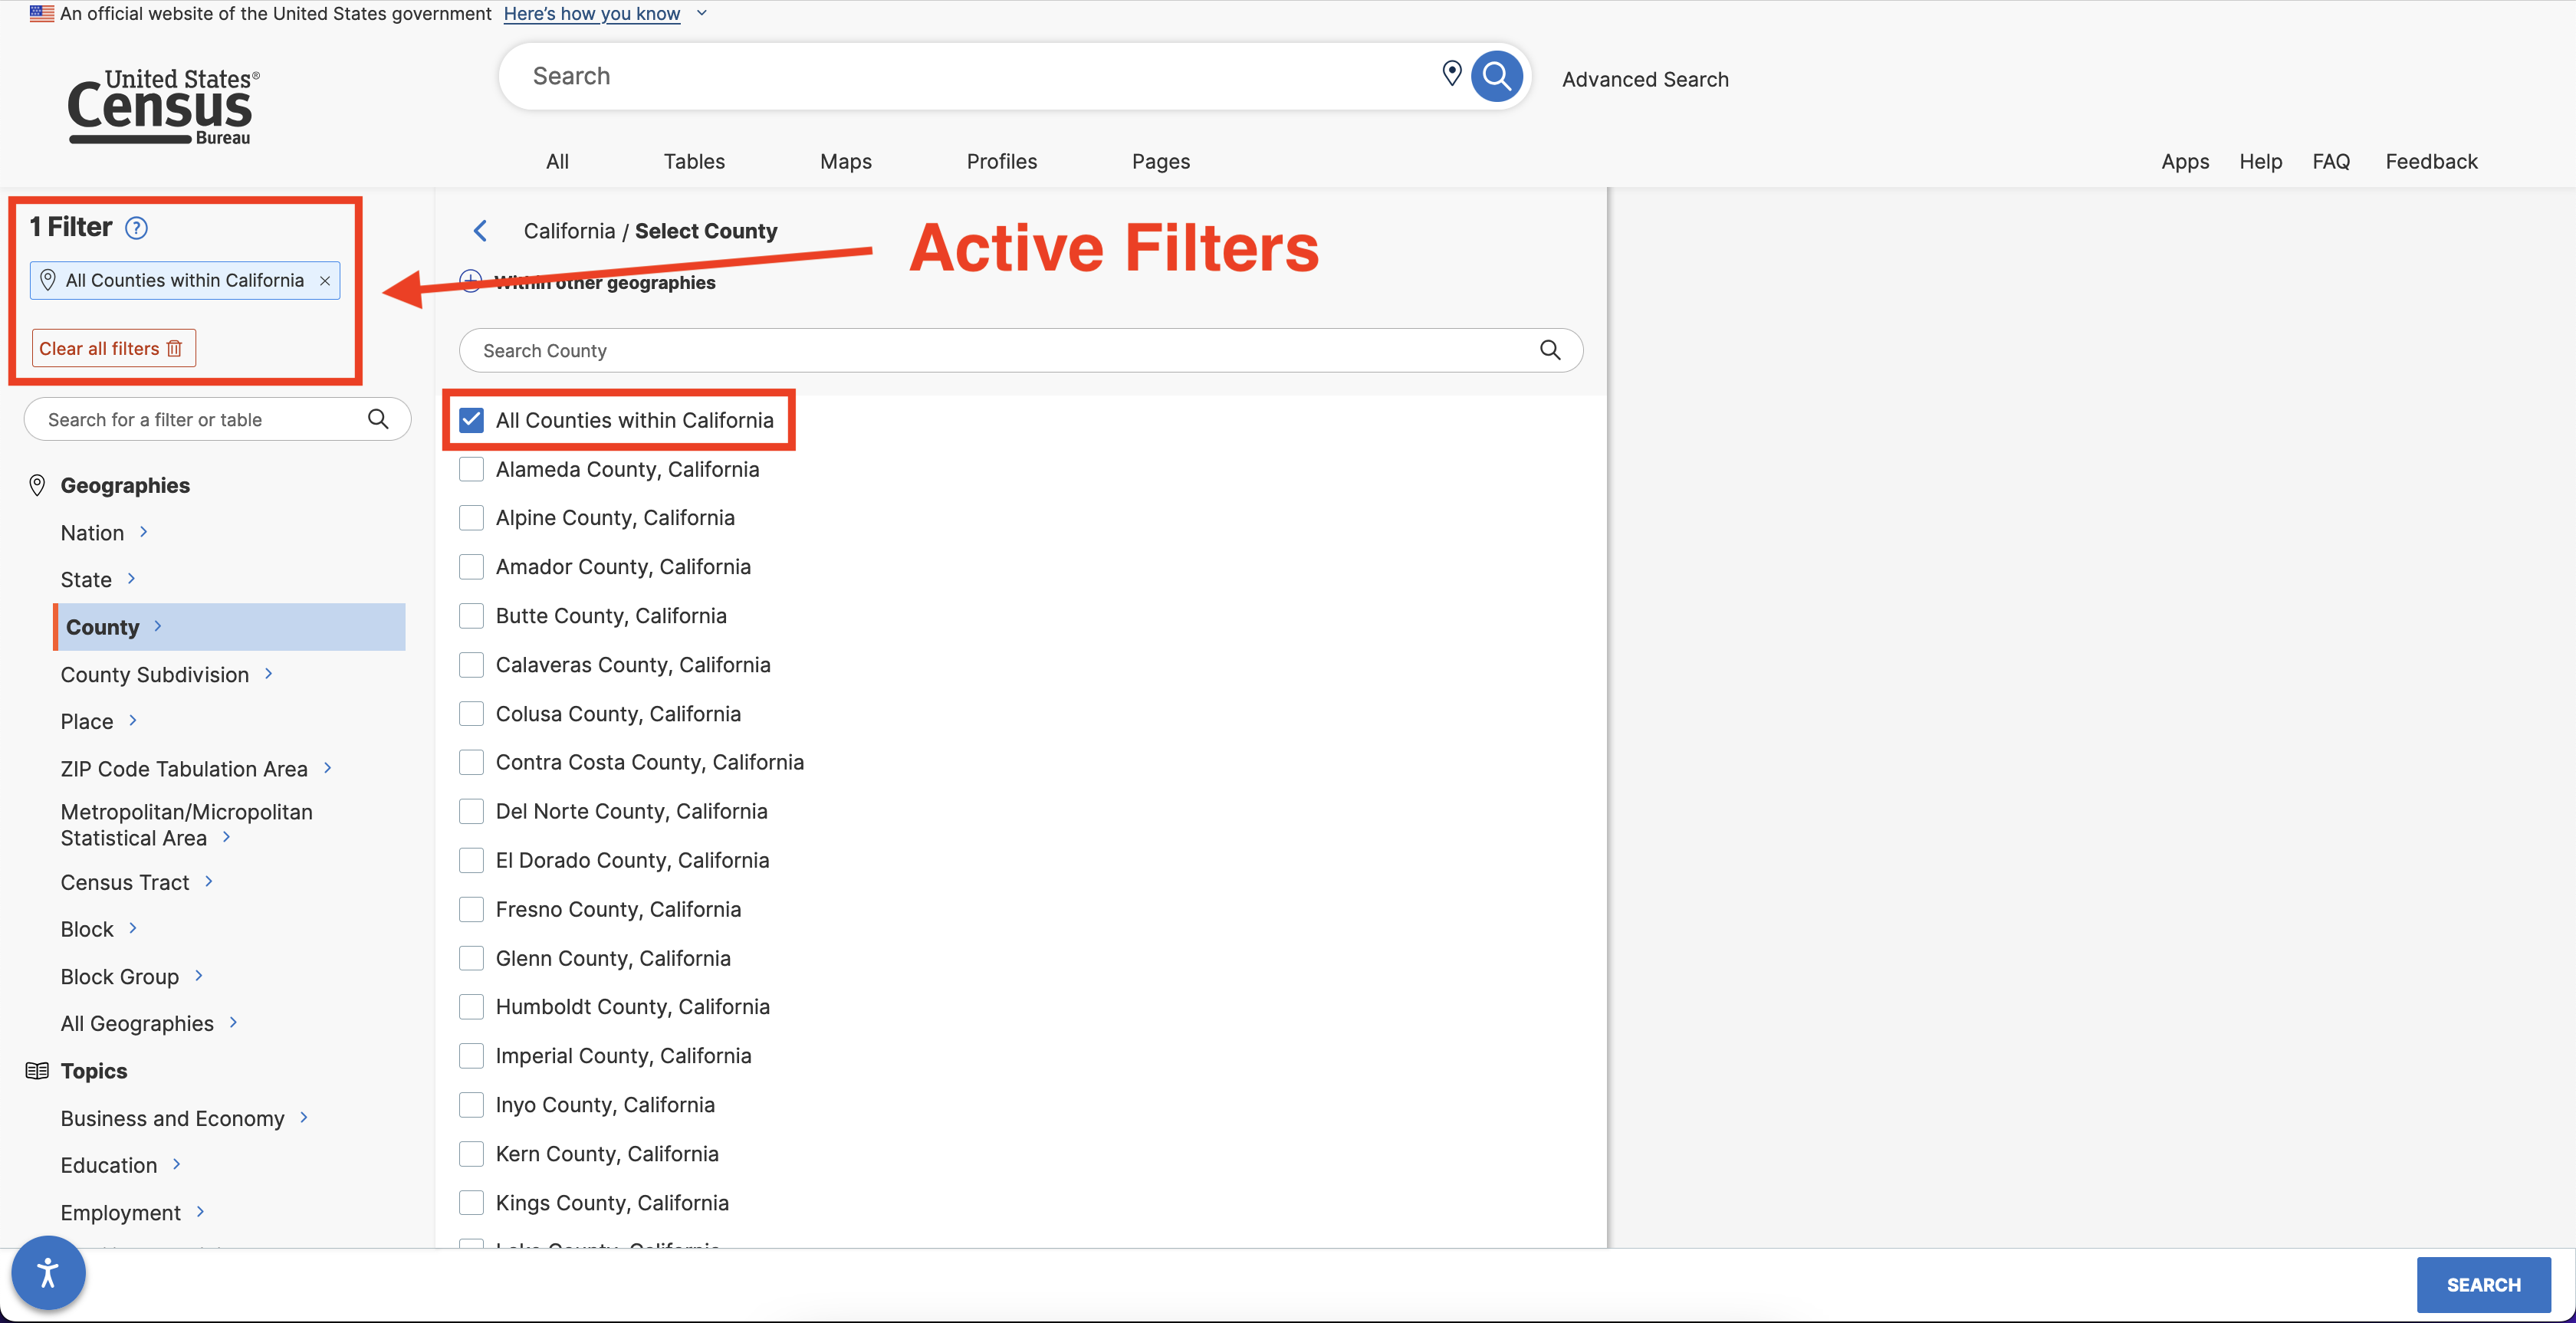 An official website of the United States government Here's how you know
United States®
Census
Bureau
Search
Advanced Search
All Tables Maps Profiles Pages
Apps Help FAQ Feedback
1 Filter ?
All Counties within California ×
Clear all filters
Search for a filter or table
Geographies
Nation
State
County
County Subdivision
Place
ZIP Code Tabulation Area
Metropolitan/Micropolitan
Statistical Area
Census Tract
Block
Block Group
All Geographies
Topics
Business and Economy
Education
Employment
California / Select County
Active Filters
Within other geographies
Search County
All Counties within California
Alameda County, California
Alpine County, California
Amador County, California
Butte County, California
Calaveras County, California
Colusa County, California
Contra Costa County, California
Del Norte County, California
El Dorado County, California
Fresno County, California
Glenn County, California
Humboldt County, California
Imperial County, California
Inyo County, California
Kern County, California
Kings County, California
Lake County, California
SEARCH